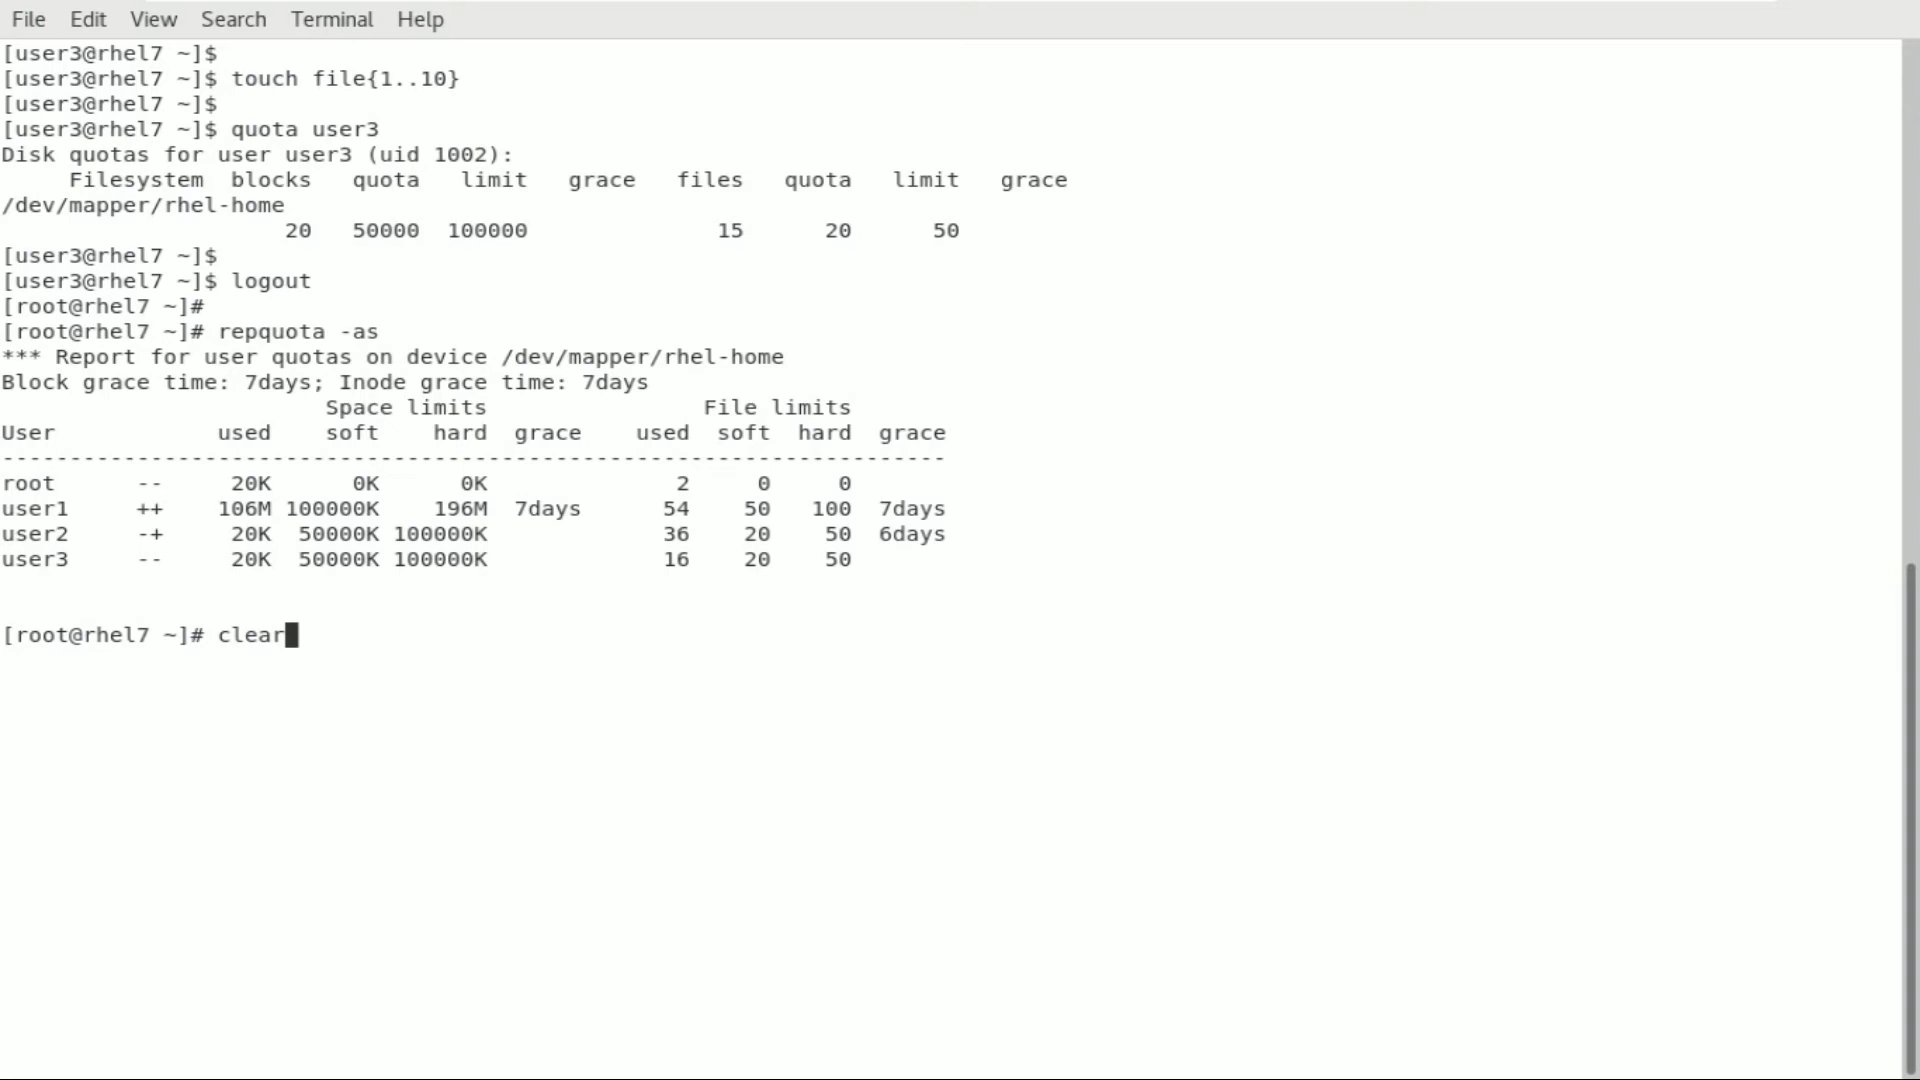 File Edit View Search Terminal Help
[user3@rhel7 ~]$
[user3@rhel7 ~]$ touch file{1..10}
[user3@rhel7 ~]$
[user3@rhel7 ~]$ quota user3
Disk quotas for user user3 (uid 1002):
     Filesystem  blocks   quota   limit   grace   files   quota   limit   grace
/dev/mapper/rhel-home
                     20   50000  100000              15      20      50
[user3@rhel7 ~]$
[user3@rhel7 ~]$ logout
[root@rhel7 ~]#
[root@rhel7 ~]# repquota -as
*** Report for user quotas on device /dev/mapper/rhel-home
Block grace time: 7days; Inode grace time: 7days
                        Space limits                File limits
User            used    soft    hard  grace    used  soft  hard  grace
----------------------------------------------------------------------
root      --     20K      0K      0K              2     0     0
user1     ++    106M 100000K    196M  7days      54    50   100  7days
user2     -+     20K  50000K 100000K             36    20    50  6days
user3     --     20K  50000K 100000K             16    20    50
[root@rhel7 ~]# clear